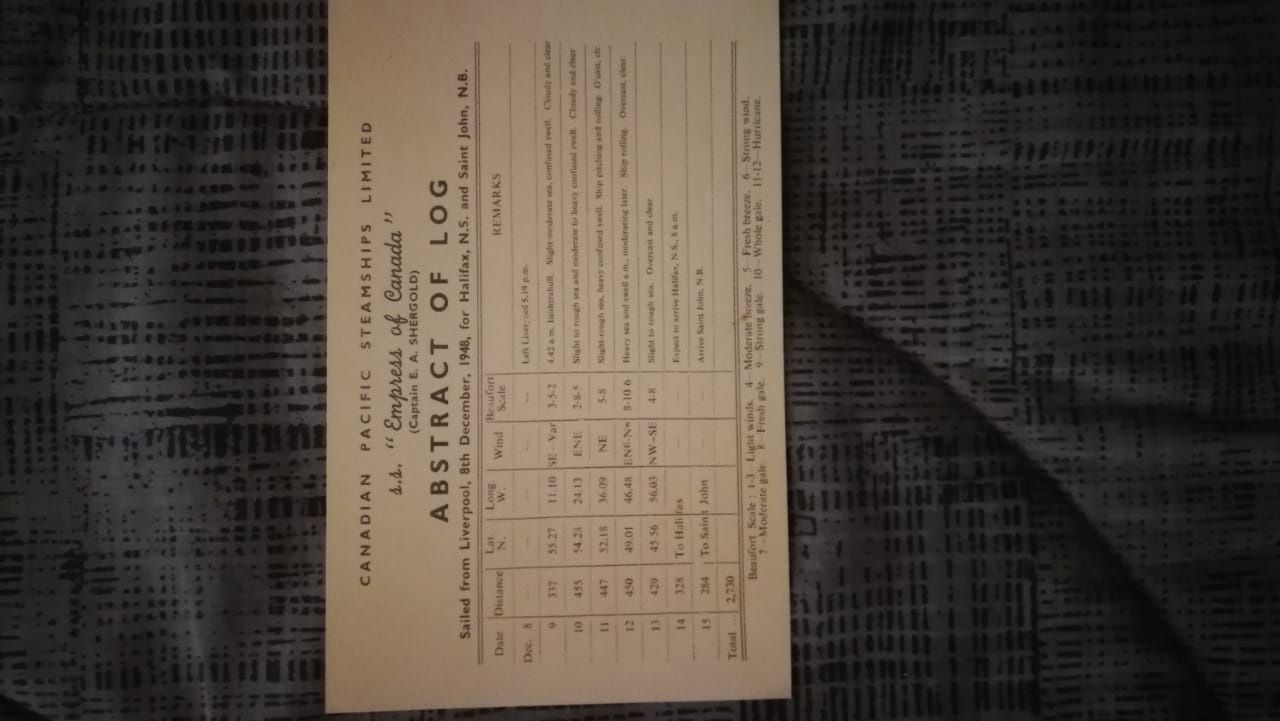 CANADIAN PACIFIC STEAMSHIPS LIMITED
s.s. "Empress of Canada"
(Captain E. A. SHERGOLD)
ABSTRACT OF LOG
Sailed from Liverpool, 8th December, 1948, for Halifax, N.S. and Saint John, N.B.
Date Distance Lat N. Long W. Wind Beaufort Scale REMARKS
Dec. 8 — — — — — Left Liverpool 5.19 p.m.
9 337 55.27 11.10 SE Var 3-5-2 4.42 a.m. Inishtrahull. Slight-moderate sea, confused swell. Cloudy and clear
10 455 54.28 24.13 ENE 2-8-5 Slight to rough sea and moderate to heavy confused swell. Cloudy and clear
11 447 52.18 36.09 NE 5-8 Slight-rough sea, heavy confused swell. Ship pitching and rolling. O'cast, clr
12 450 49.01 46.48 ENE-NW 8-10 6 Heavy sea and swell a.m., moderating later. Ship rolling. Overcast, clear
13 429 45 56 56.03 NW-SE 4-8 Slight to rough sea. Overcast and clear
14 328 To Halifax — — Expect to arrive Halifax, N.S., 8 a.m.
15 284 To Saint John — — Arrive Saint John, N.B.
Total ... 2,730
Beaufort Scale : 1-3 Light winds. 4—Moderate breeze. 5—Fresh breeze. 6—Strong wind.
7—Moderate gale. 8—Fresh gale. 9—Strong gale. 10—Whole gale. 11-12—Hurricane.